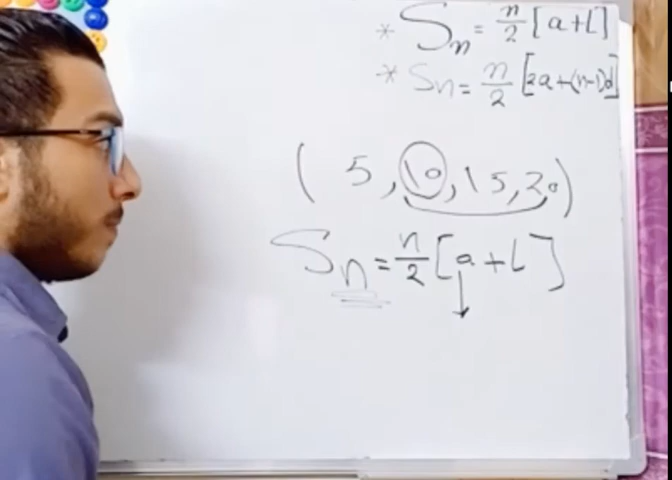 * Sn = n/2 [a+L]
* Sn = n/2 [2a+(n-1)d]
( 5, 10, 15, 20 )
Sn = n/2 [a+L]